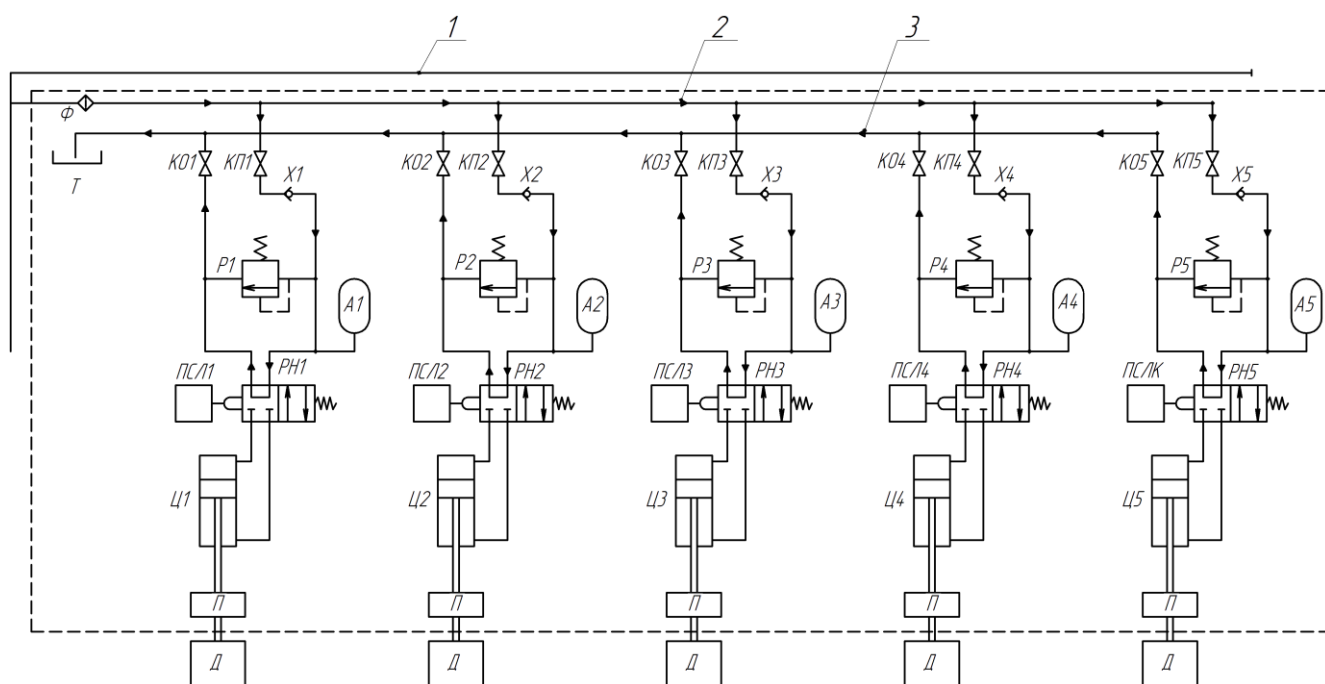 1 2 3
Ф
Т
КО1 КП1 Х1 КО2 КП2 Х2 КО3 КП3 Х3 КО4 КП4 Х4 КО5 КП5 Х5
Р1 Р2 Р3 Р4 Р5
А1 А2 А3 А4 А5
ПСЛ1 РН1 ПСЛ2 РН2 ПСЛ3 РН3 ПСЛ4 РН4 ПСЛК РН5
Ц1 Ц2 Ц3 Ц4 Ц5
П П П П П
Д Д Д Д Д